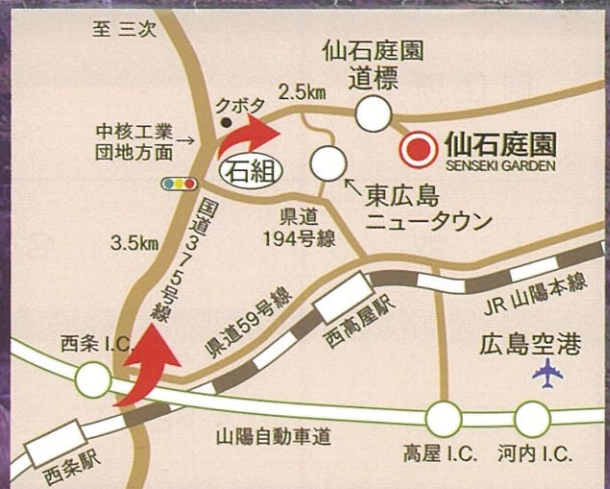 至 三次
仙石庭園
道標
2.5km
クボタ
中核工業
団地方面
石組
仙石庭園
SENSEKI GARDEN
東広島
ニュータウン
県道
194号線
国道375号線
3.5km
県道59号線
西高屋駅
JR 山陽本線
西条 I.C.
広島空港
山陽自動車道
高屋 I.C.
河内 I.C.
西条駅